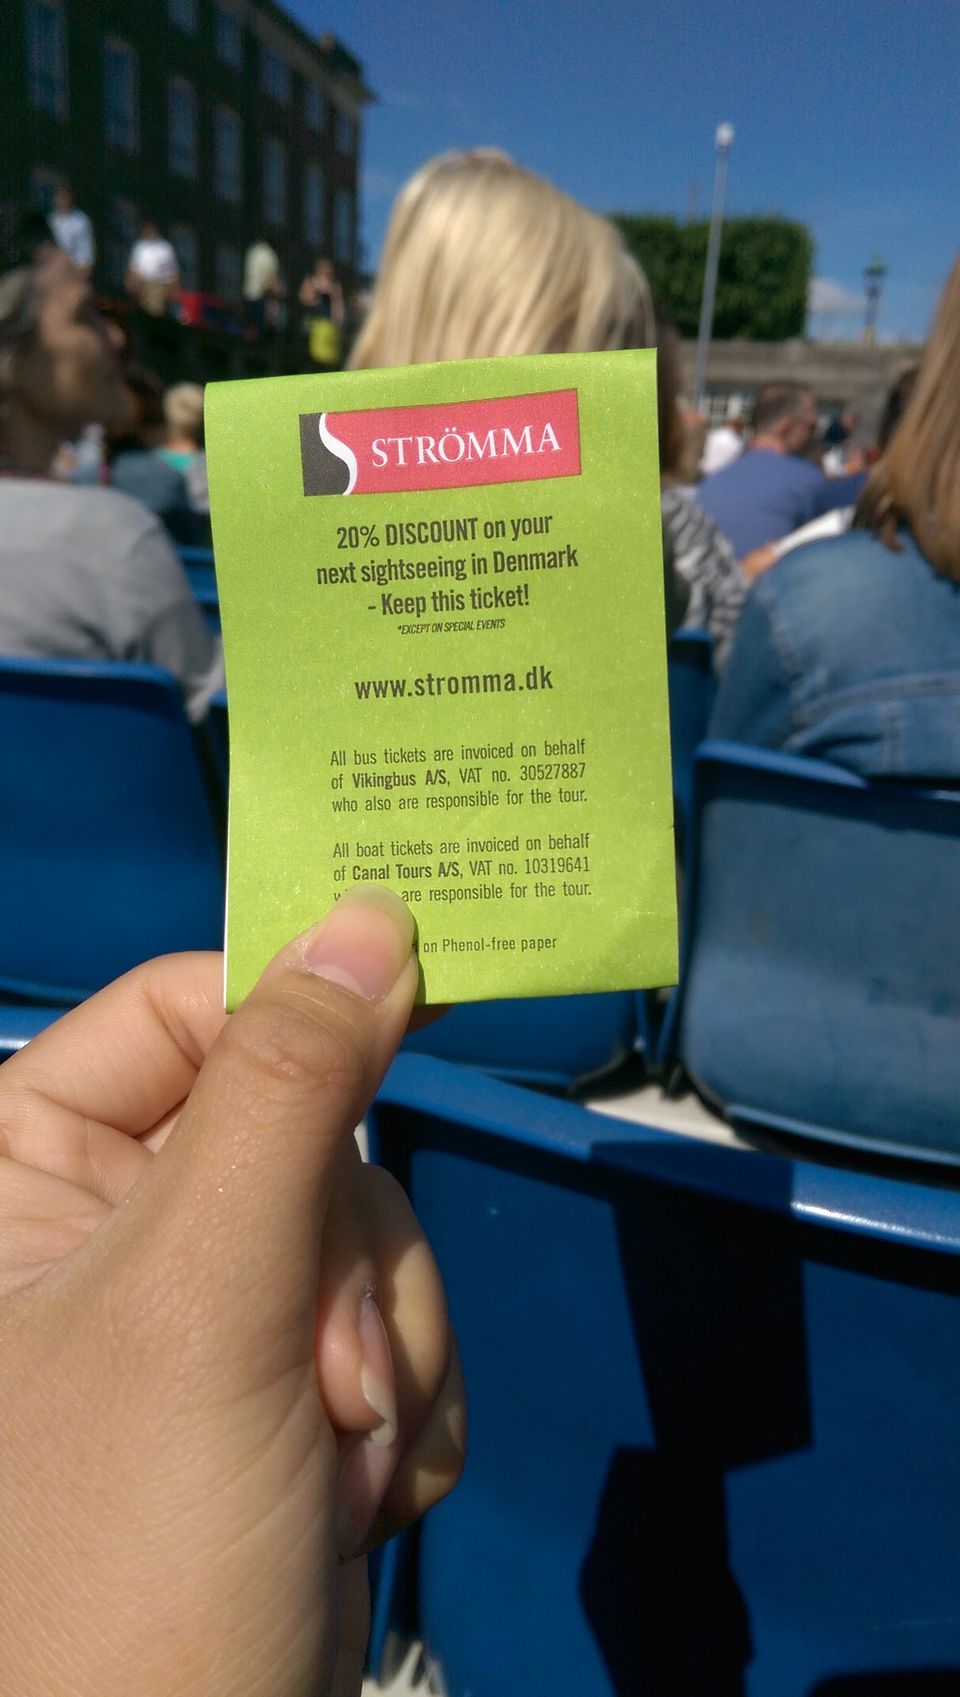 STRÖMMA
20% DISCOUNT on your
next sightseeing in Denmark
- Keep this ticket!
*EXCEPT ON SPECIAL EVENTS
www.stromma.dk
All bus tickets are invoiced on behalf
of Vikingbus A/S, VAT no. 30527887
who also are responsible for the tour.
All boat tickets are invoiced on behalf
of Canal Tours A/S, VAT no. 10319641
are responsible for the tour.
on Phenol-free paper